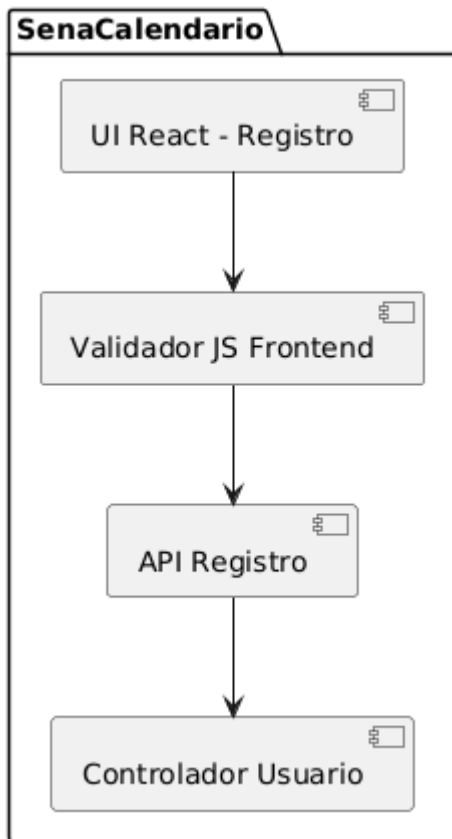 SenaCalendario
UI React - Registro
Validador JS Frontend
API Registro
Controlador Usuario